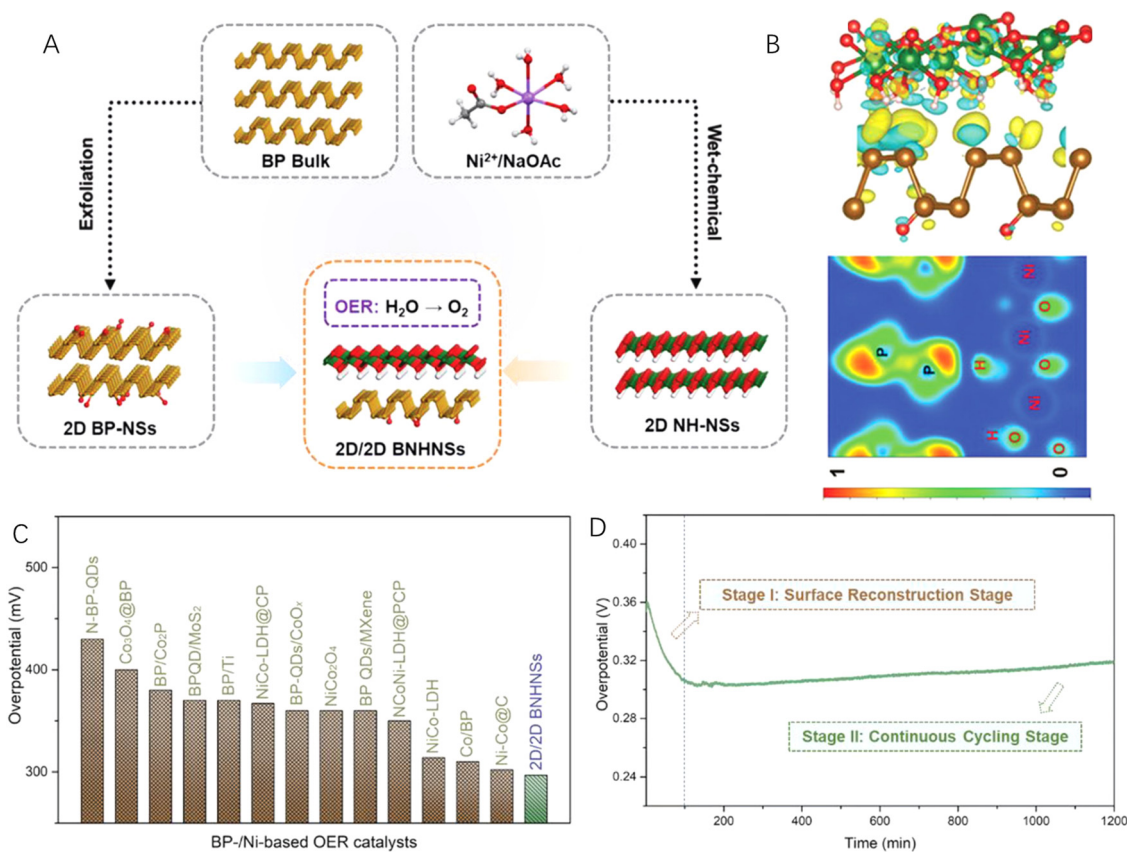 A
BP Bulk
Ni²⁺/NaOAc
Exfoliation
Wet-chemical
OER: H₂O → O₂
2D BP-NSs
2D/2D BNHNSs
2D NH-NSs
B
P
P
H
H
O
O
O
O
Ni
Ni
Ni
1
0
C
Overpotential (mV)
500
400
300
N-BP-QDs
Co₃O₄@BP
BP/Co₂P
BPQD/MoS₂
BP/Ti
NiCo-LDH@CP
BP-QDs/CoOₓ
NiCo₂O₄
BP QDs/MXene
NCoNi-LDH@PCP
NiCo-LDH
Co/BP
Ni-Co@C
2D/2D BNHNSs
BP-/Ni-based OER catalysts
D
Overpotential (V)
0.40
0.36
0.32
0.28
0.24
Stage I: Surface Reconstruction Stage
Stage II: Continuous Cycling Stage
200
400
600
800
1000
1200
Time (min)